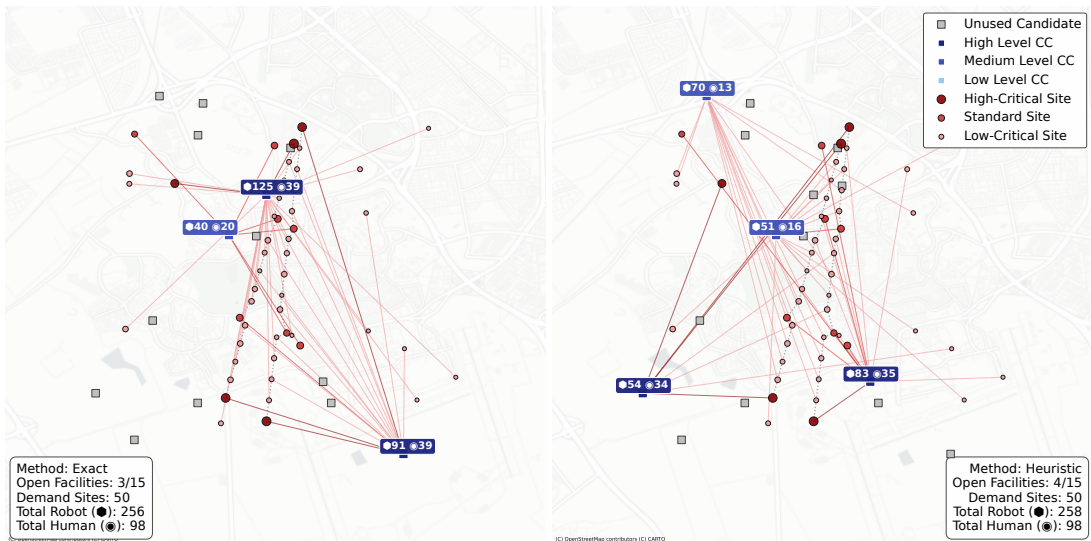 ⬢125 ◉39
⬢40 ◉20
⬢91 ◉39
Method: Exact
Open Facilities: 3/15
Demand Sites: 50
Total Robot (⬢): 256
Total Human (◉): 98
(C) OpenStreetMap contributors (C) CARTO
Unused Candidate
High Level CC
Medium Level CC
Low Level CC
High-Critical Site
Standard Site
Low-Critical Site
⬢70 ◉13
⬢51 ◉16
⬢54 ◉34
⬢83 ◉35
Method: Heuristic
Open Facilities: 4/15
Demand Sites: 50
Total Robot (⬢): 258
Total Human (◉): 98
(C) OpenStreetMap contributors (C) CARTO